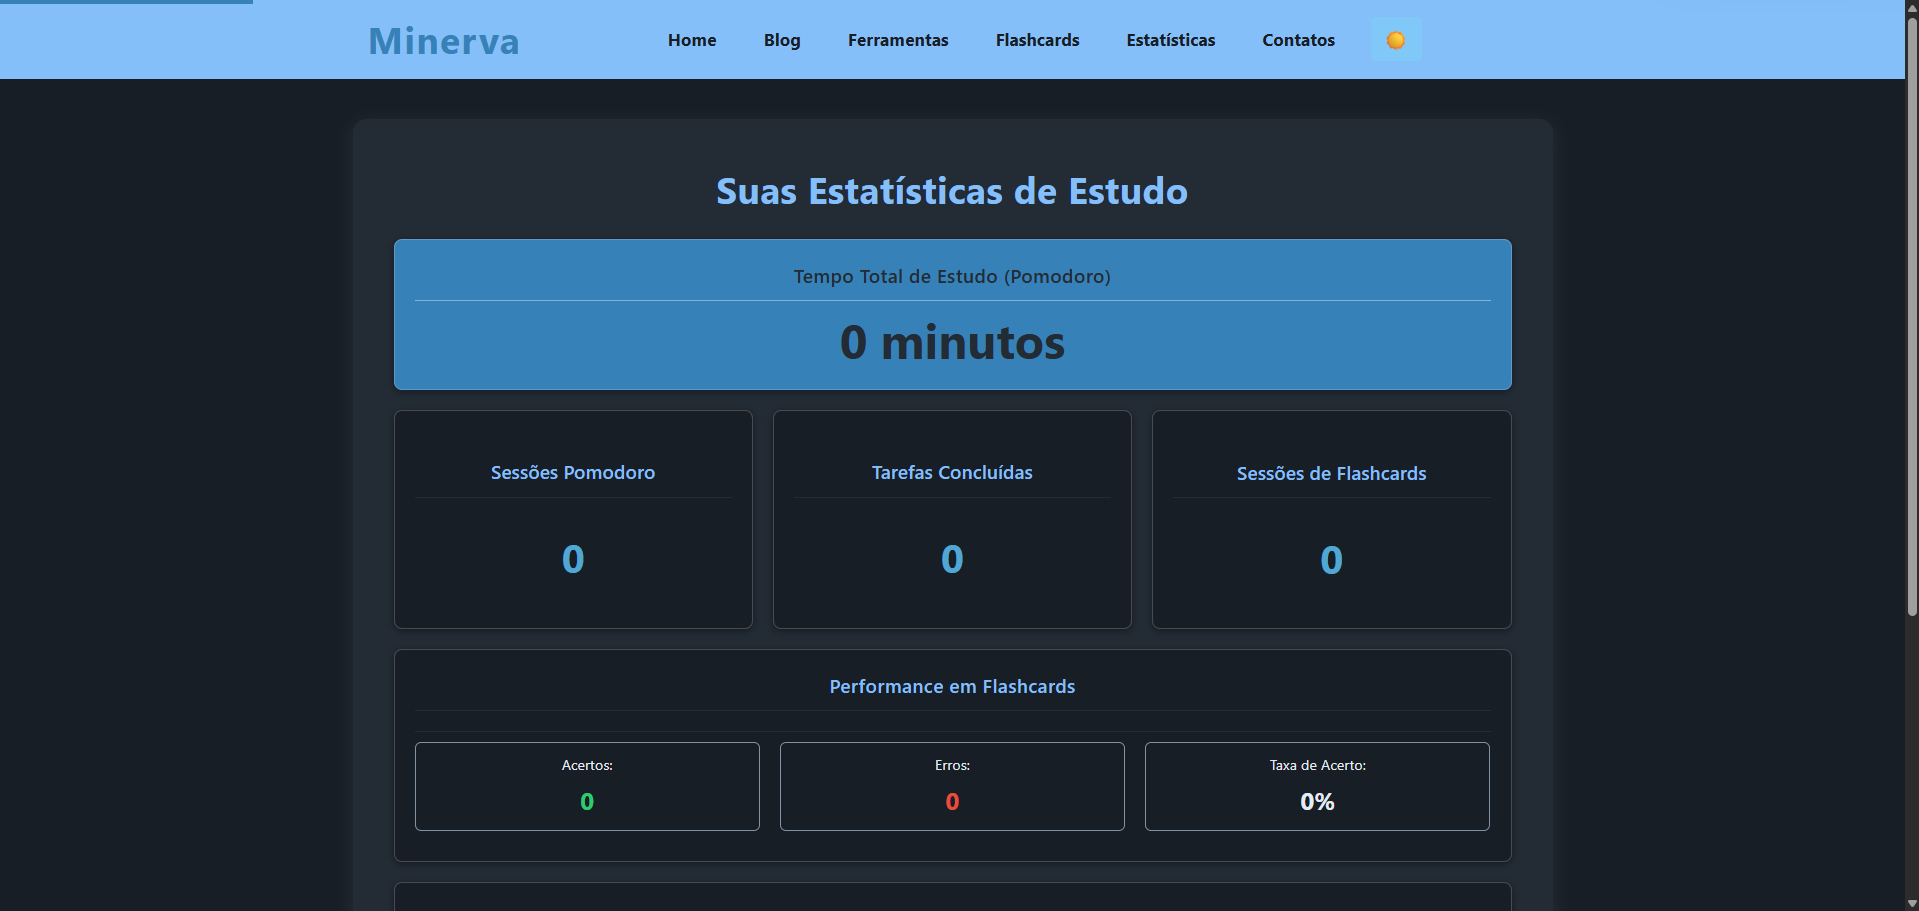 Minerva
Home Blog Ferramentas Flashcards Estatísticas Contatos
Suas Estatísticas de Estudo
Tempo Total de Estudo (Pomodoro)
0 minutos
Sessões Pomodoro
0
Tarefas Concluídas
0
Sessões de Flashcards
0
Performance em Flashcards
Acertos:
0
Erros:
0
Taxa de Acerto:
0%